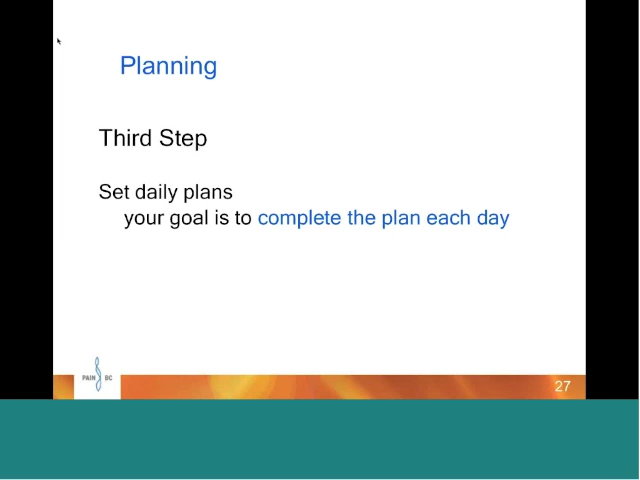 Planning
Third Step
Set daily plans
your goal is to complete the plan each day
PAIN BC
27